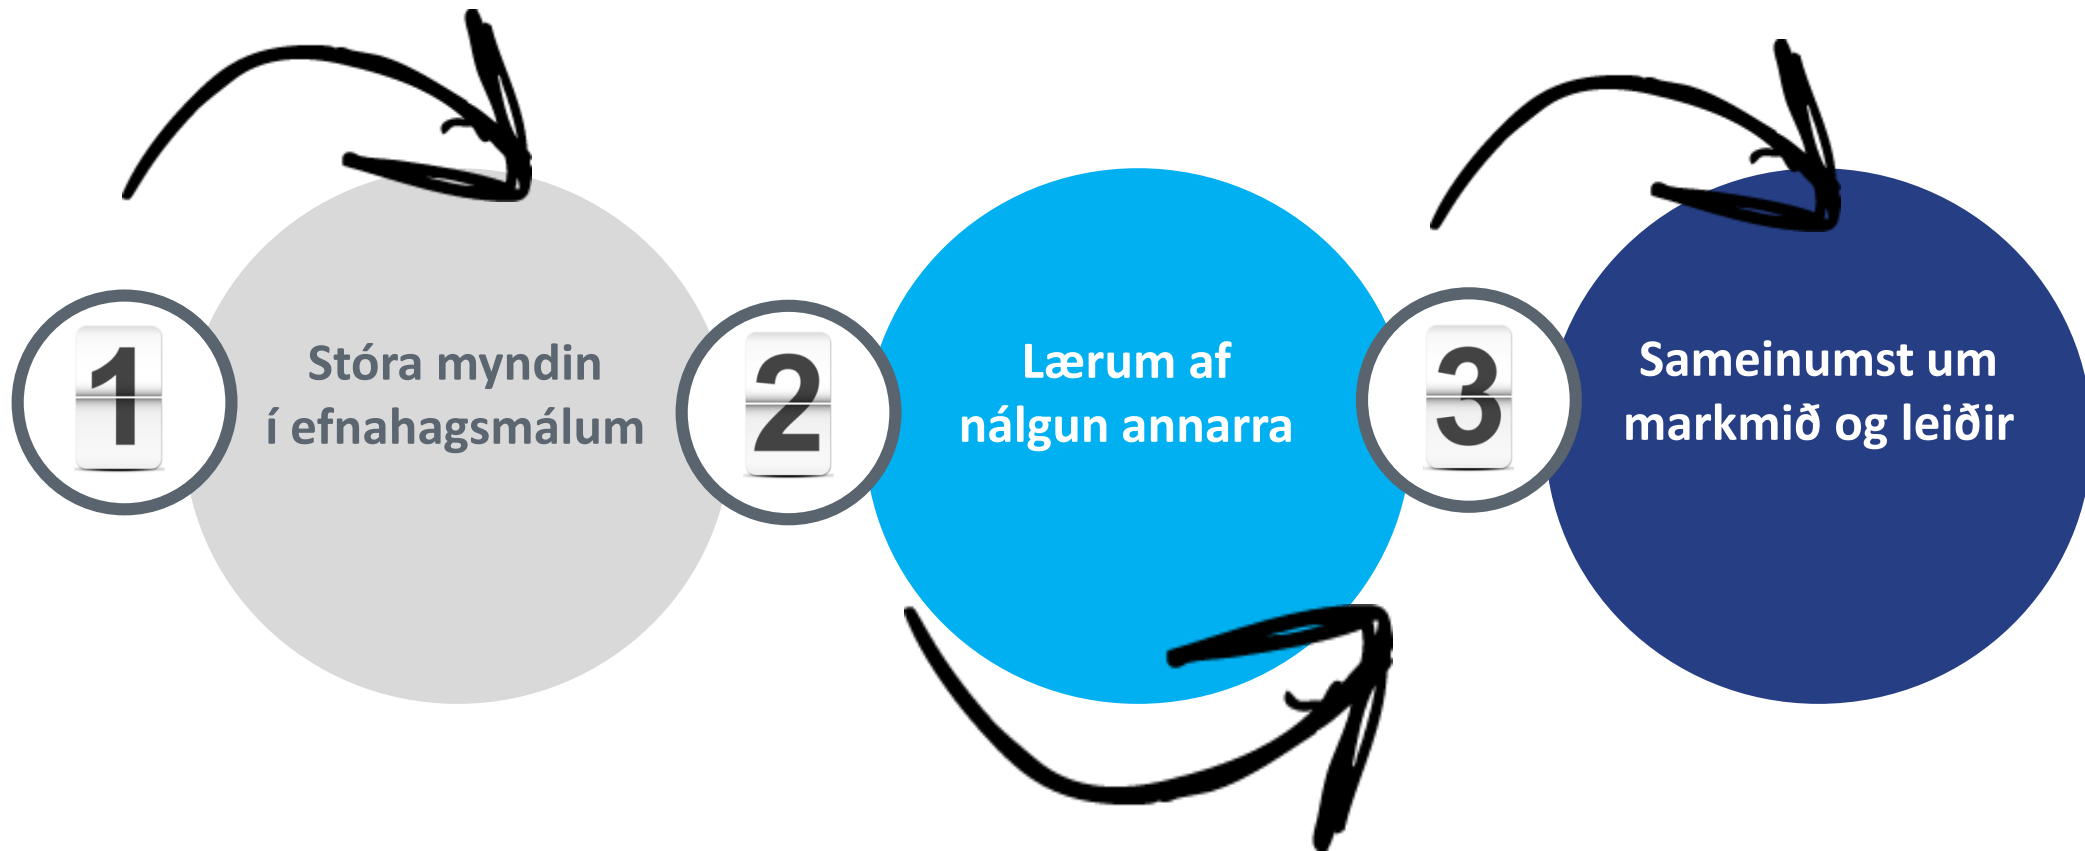 1
Stóra myndin
í efnahagsmálum
2
Lærum af
nálgun annarra
3
Sameinumst um
markmið og leiðir